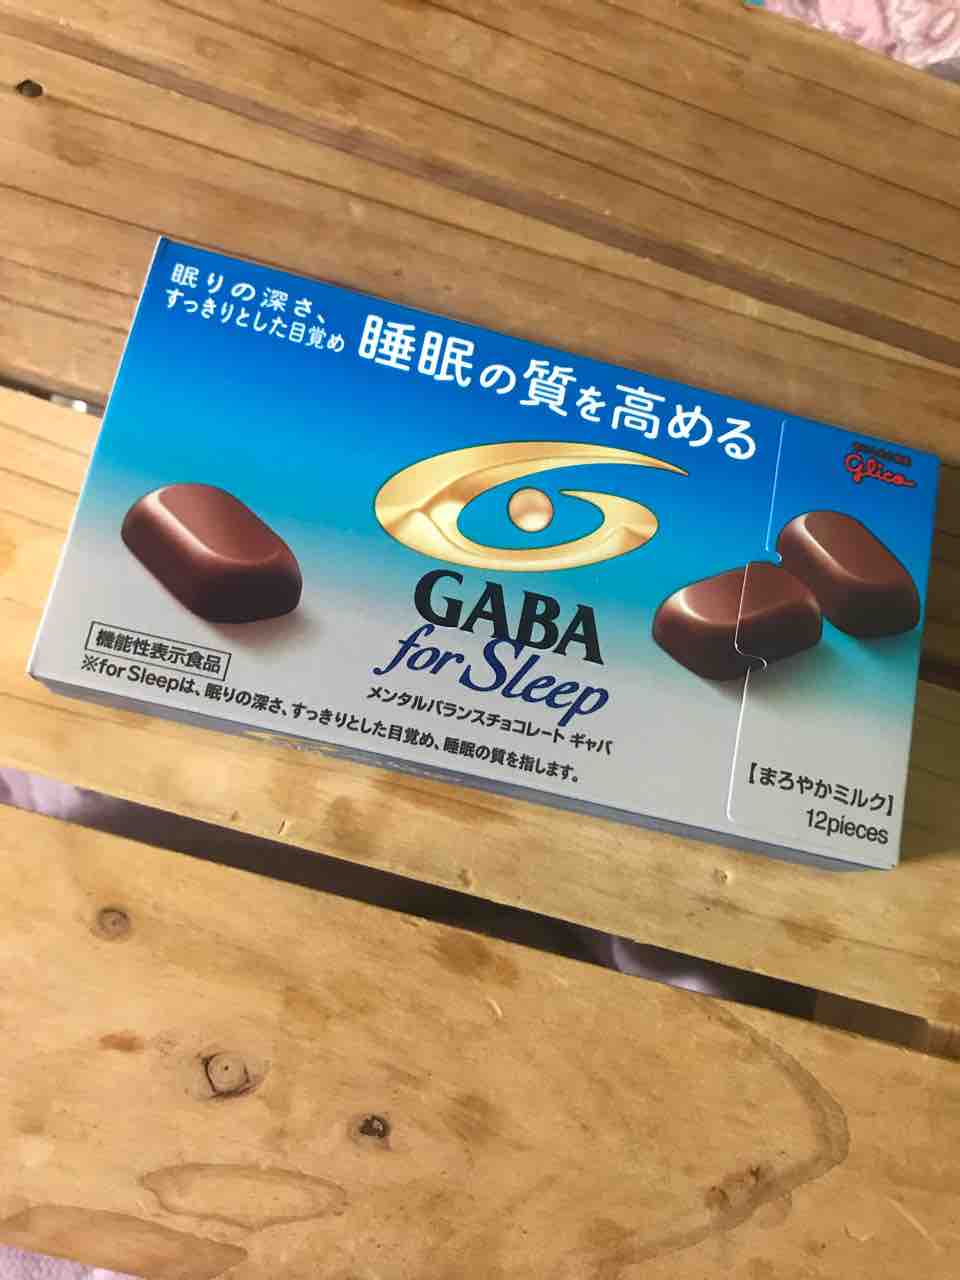 眠りの深さ、
すっきりとした目覚め
睡眠の質を高める
glico
GABA
for Sleep
メンタルバランスチョコレート ギャバ
機能性表示食品
※for Sleepは、眠りの深さ、すっきりとした目覚め、睡眠の質を指します。
【まろやかミルク】
12pieces